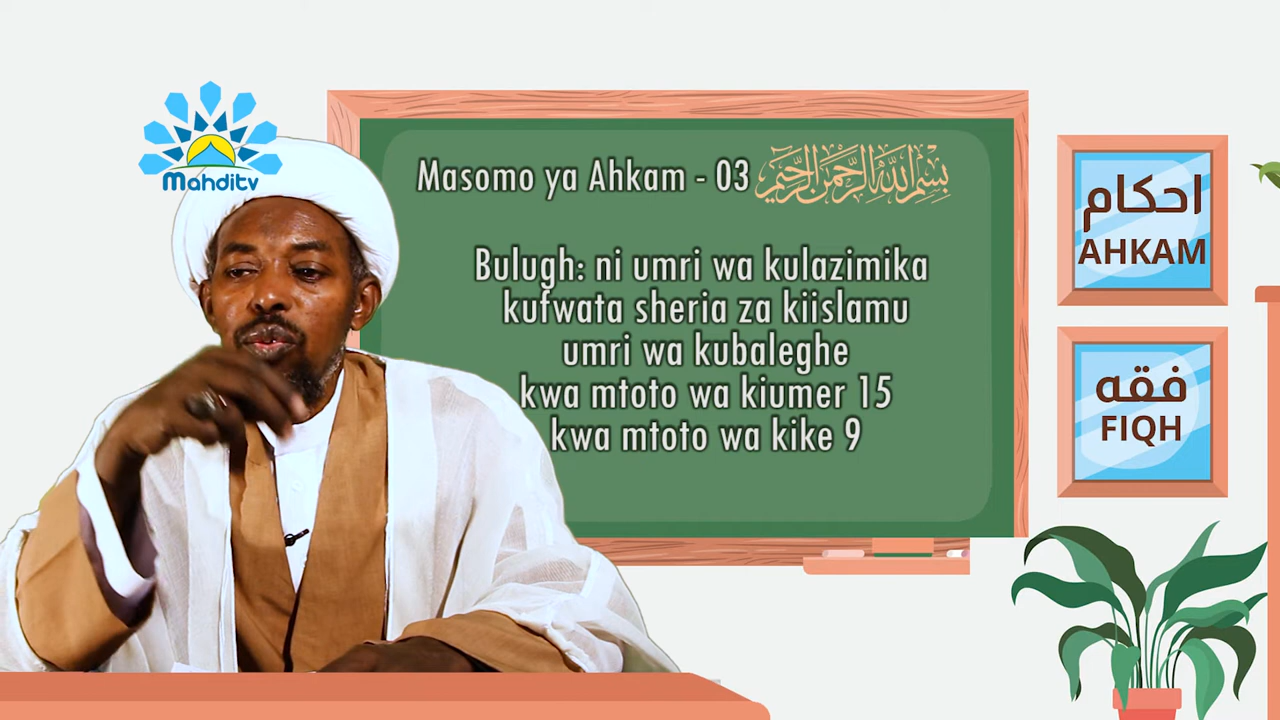 Mahditv
Masomo ya Ahkam - 03 بسم الله الرحمن الرحيم
Bulugh: ni umri wa kulazimika
kufwata sheria za kiislamu
umri wa kubaleghe
kwa mtoto wa kiumer 15
kwa mtoto wa kike 9
احكام
AHKAM
فقه
FIQH